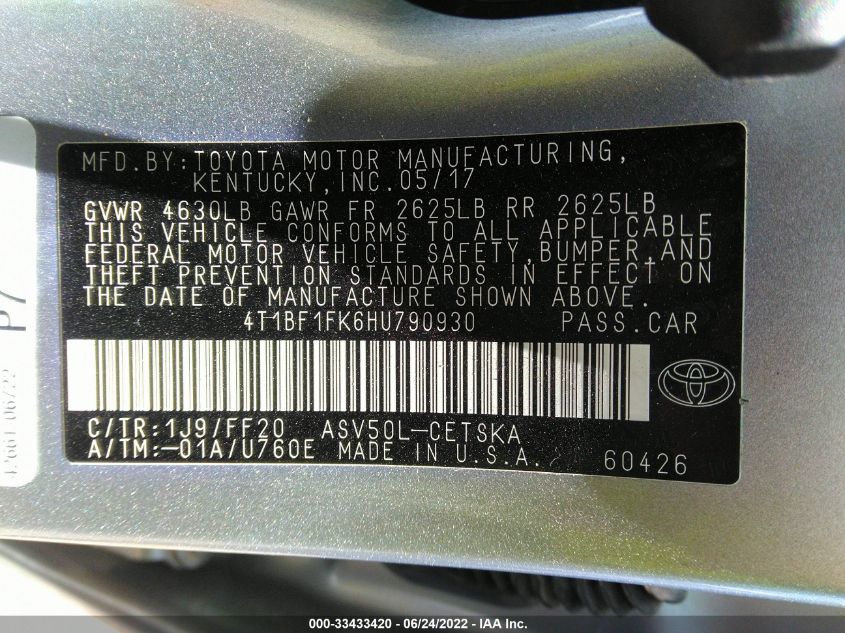 MFD.BY:TOYOTA MOTOR MANUFACTURING,
KENTUCKY,INC.05/17
GVWR 4630LB GAWR FR 2625LB RR 2625LB
THIS VEHICLE CONFORMS TO ALL APPLICABLE
FEDERAL MOTOR VEHICLE SAFETY,BUMPER,AND
THEFT PREVENTION STANDARDS IN EFFECT ON
THE DATE OF MANUFACTURE SHOWN ABOVE.
4T1BF1FK6HU790930 PASS.CAR
C/TR:1J9/FF20 ASV50L-CETSKA
A/TM:-01A/U760E MADE IN U.S.A.
60426
P7
06/22
000-33433420 - 06/24/2022 - IAA Inc.